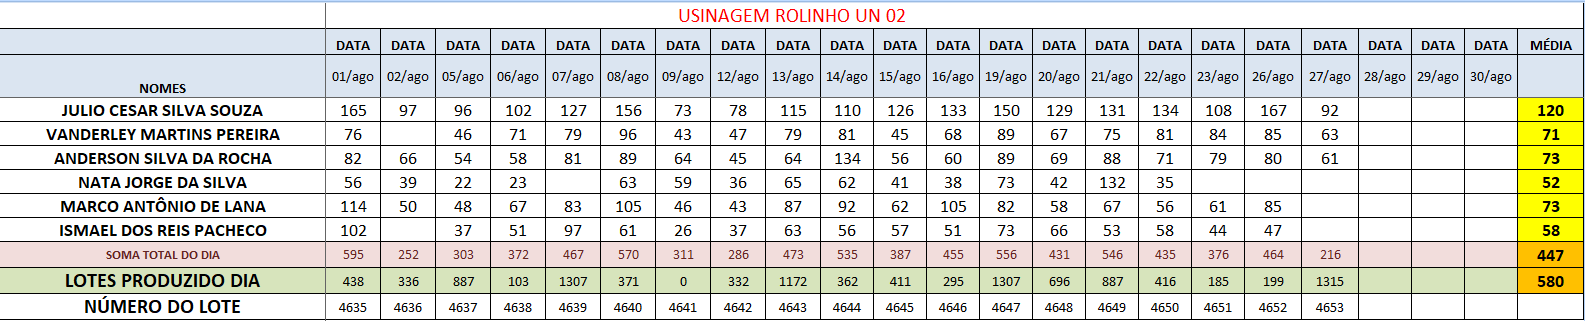 USINAGEM ROLINHO UN 02
DATA DATA DATA DATA DATA DATA DATA DATA DATA DATA DATA DATA DATA DATA DATA DATA DATA DATA DATA DATA DATA DATA MÉDIA
NOMES 01/ago 02/ago 05/ago 06/ago 07/ago 08/ago 09/ago 12/ago 13/ago 14/ago 15/ago 16/ago 19/ago 20/ago 21/ago 22/ago 23/ago 26/ago 27/ago 28/ago 29/ago 30/ago
JULIO CESAR SILVA SOUZA 165 97 96 102 127 156 73 78 115 110 126 133 150 129 131 134 108 167 92 120
VANDERLEY MARTINS PEREIRA 76 46 71 79 96 43 47 79 81 45 68 89 67 75 81 84 85 63 71
ANDERSON SILVA DA ROCHA 82 66 54 58 81 89 64 45 64 134 56 60 89 69 88 71 79 80 61 73
NATA JORGE DA SILVA 56 39 22 23 63 59 36 65 62 41 38 73 42 132 35 52
MARCO ANTÔNIO DE LANA 114 50 48 67 83 105 46 43 87 92 62 105 82 58 67 56 61 85 73
ISMAEL DOS REIS PACHECO 102 37 51 97 61 26 37 63 56 57 51 73 66 53 58 44 47 58
SOMA TOTAL DO DIA 595 252 303 372 467 570 311 286 473 535 387 455 556 431 546 435 376 464 216 447
LOTES PRODUZIDO DIA 438 336 887 103 1307 371 0 332 1172 362 411 295 1307 696 887 416 185 199 1315 580
NÚMERO DO LOTE 4635 4636 4637 4638 4639 4640 4641 4642 4643 4644 4645 4646 4647 4648 4649 4650 4651 4652 4653